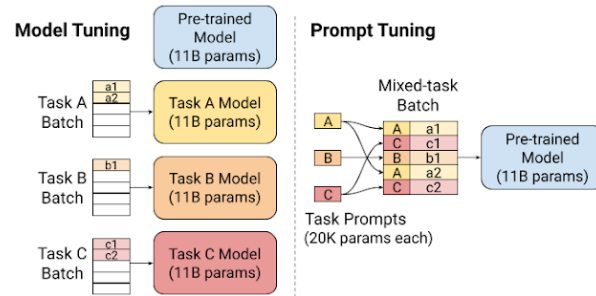 Model Tuning
Pre-trained
Model
(11B params)
Task A
Batch
a1
a2
Task A Model
(11B params)
Task B
Batch
b1
Task B Model
(11B params)
Task C
Batch
c1
c2
Task C Model
(11B params)
Prompt Tuning
Mixed-task
Batch
A
B
C
A a1
C c1
B b1
A a2
C c2
Task Prompts
(20K params each)
Pre-trained
Model
(11B params)